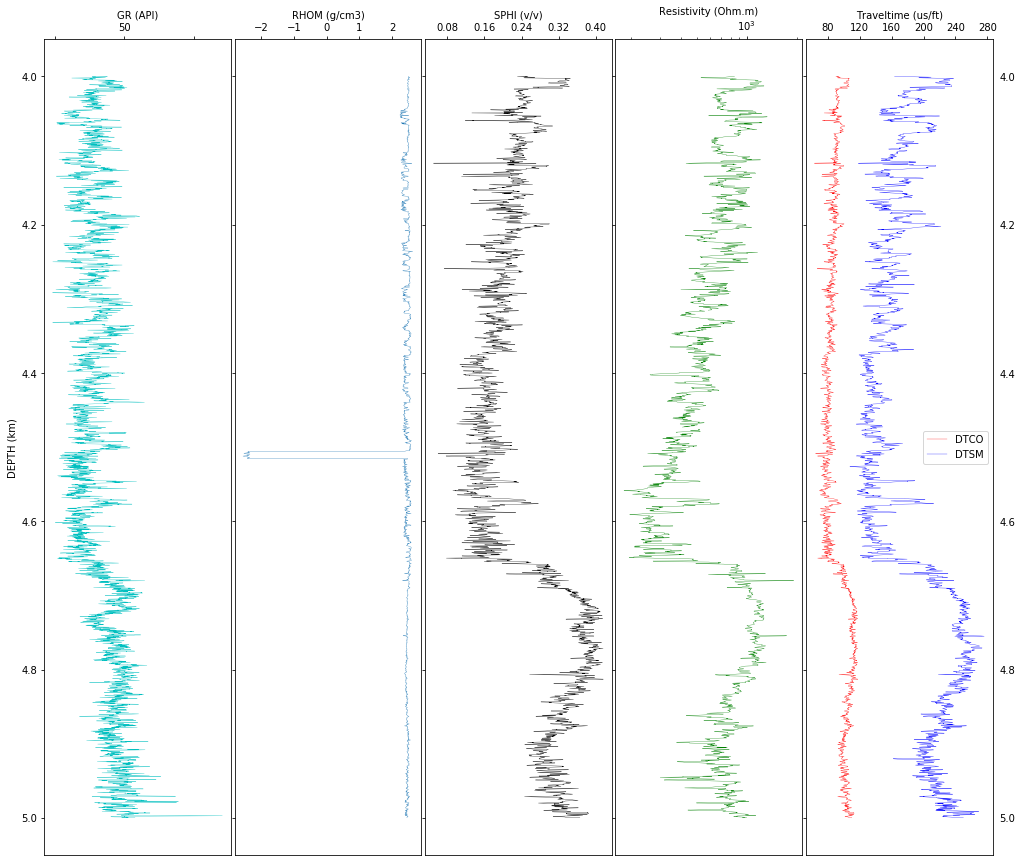 GR (API) RHOM (g/cm3) SPHI (v/v) Resistivity (Ohm.m) Traveltime (us/ft)
50 −2 −1 0 1 2 0.08 0.16 0.24 0.32 0.40 10³ 80 120 160 200 240 280
4.0 4.0
4.2 4.2
4.4 4.4
DEPTH (km)
DTCO
DTSM
4.6 4.6
4.8 4.8
5.0 5.0